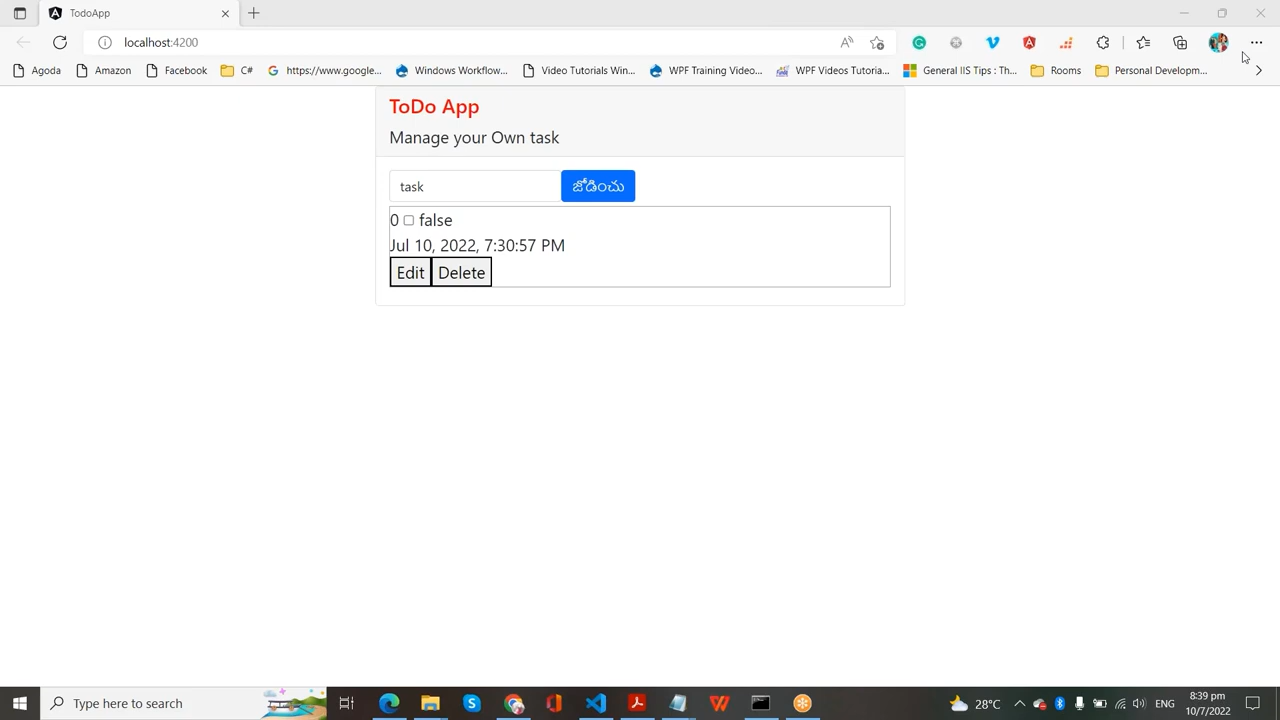 TodoApp
localhost:4200
Agoda
Amazon
Facebook
C#
https://www.google...
Windows Workflow...
Video Tutorials Win...
WPF Training Video...
WPF Videos Tutoria...
General IIS Tips : Th...
Rooms
Personal Developm...
ToDo App
Manage your Own task
task
జోడించు
0 false
Jul 10, 2022, 7:30:57 PM
Edit Delete
Type here to search
28°C
ENG
8:39 pm
10/7/2022